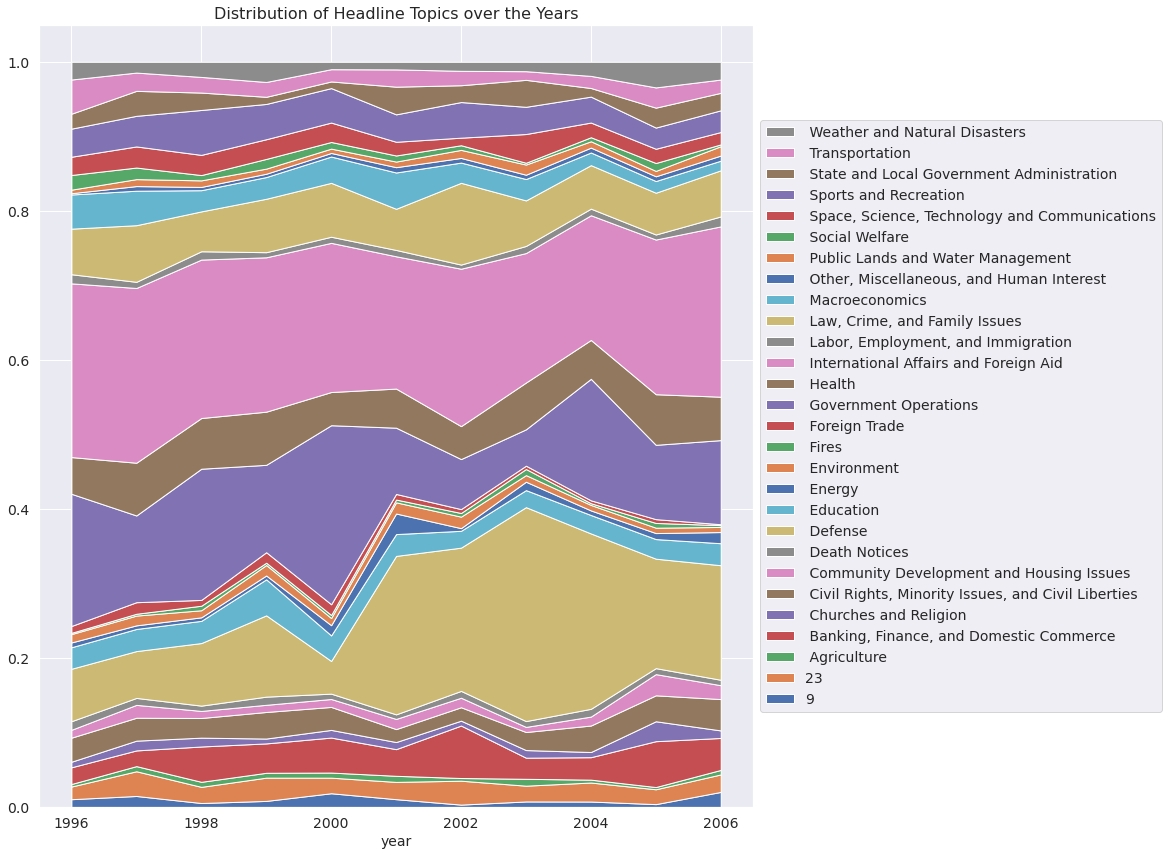 Distribution of Headline Topics over the Years
1.0
0.8
0.6
0.4
0.2
0.0
1996
1998
2000
2002
2004
2006
year
Weather and Natural Disasters
Transportation
State and Local Government Administration
Sports and Recreation
Space, Science, Technology and Communications
Social Welfare
Public Lands and Water Management
Other, Miscellaneous, and Human Interest
Macroeconomics
Law, Crime, and Family Issues
Labor, Employment, and Immigration
International Affairs and Foreign Aid
Health
Government Operations
Foreign Trade
Fires
Environment
Energy
Education
Defense
Death Notices
Community Development and Housing Issues
Civil Rights, Minority Issues, and Civil Liberties
Churches and Religion
Banking, Finance, and Domestic Commerce
Agriculture
23
9